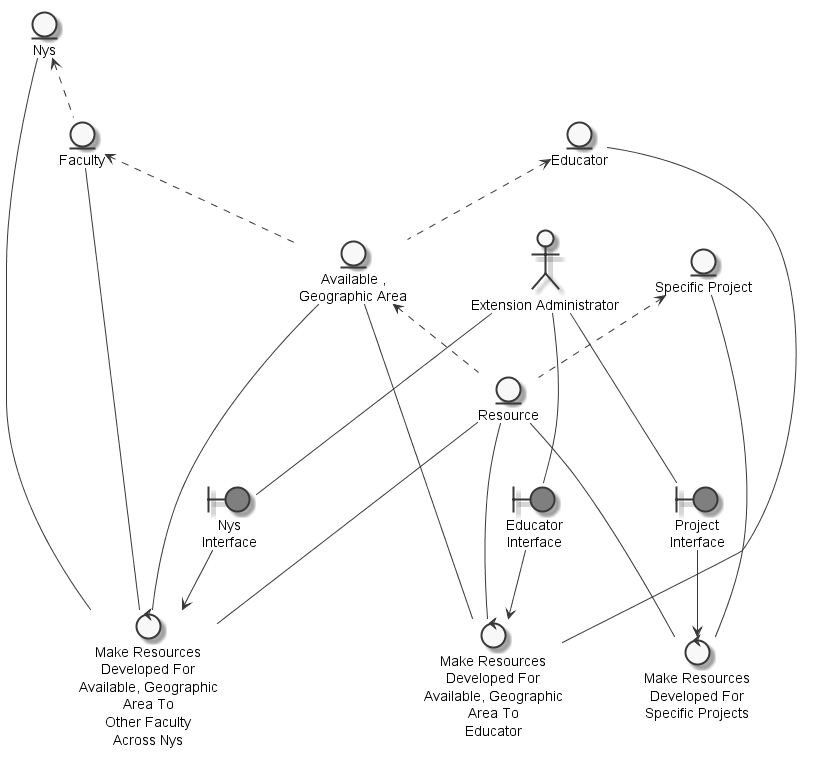 Nys
Faculty
Educator
Available ,
Geographic Area
Extension Administrator
Specific Project
Resource
Nys
Interface
Educator
Interface
Project
Interface
Make Resources
Developed For
Available, Geographic
Area To
Other Faculty
Across Nys
Make Resources
Developed For
Available, Geographic
Area To
Educator
Make Resources
Developed For
Specific Projects